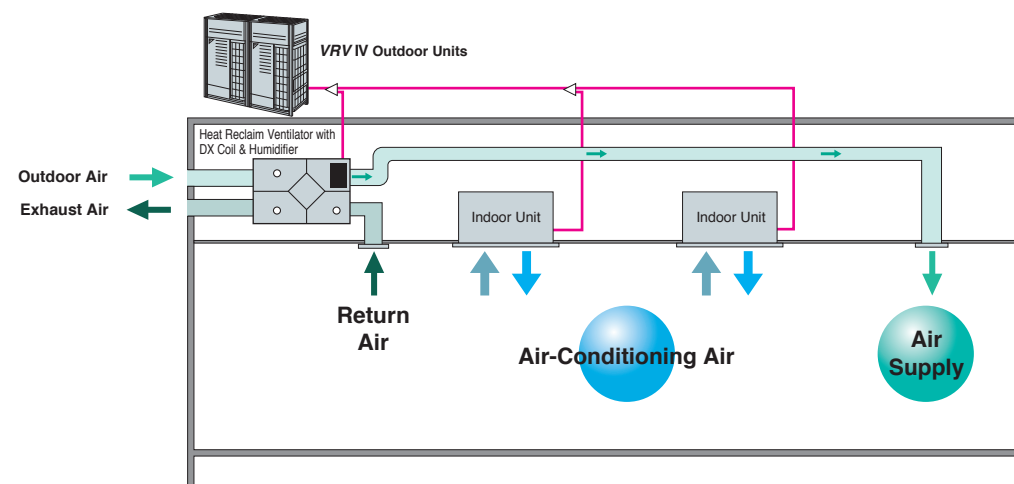 VRV IV Outdoor Units
Heat Reclaim Ventilator with
DX Coil & Humidifier
Outdoor Air
Exhaust Air
Indoor Unit
Indoor Unit
Return
Air
Air-Conditioning Air
Air
Supply